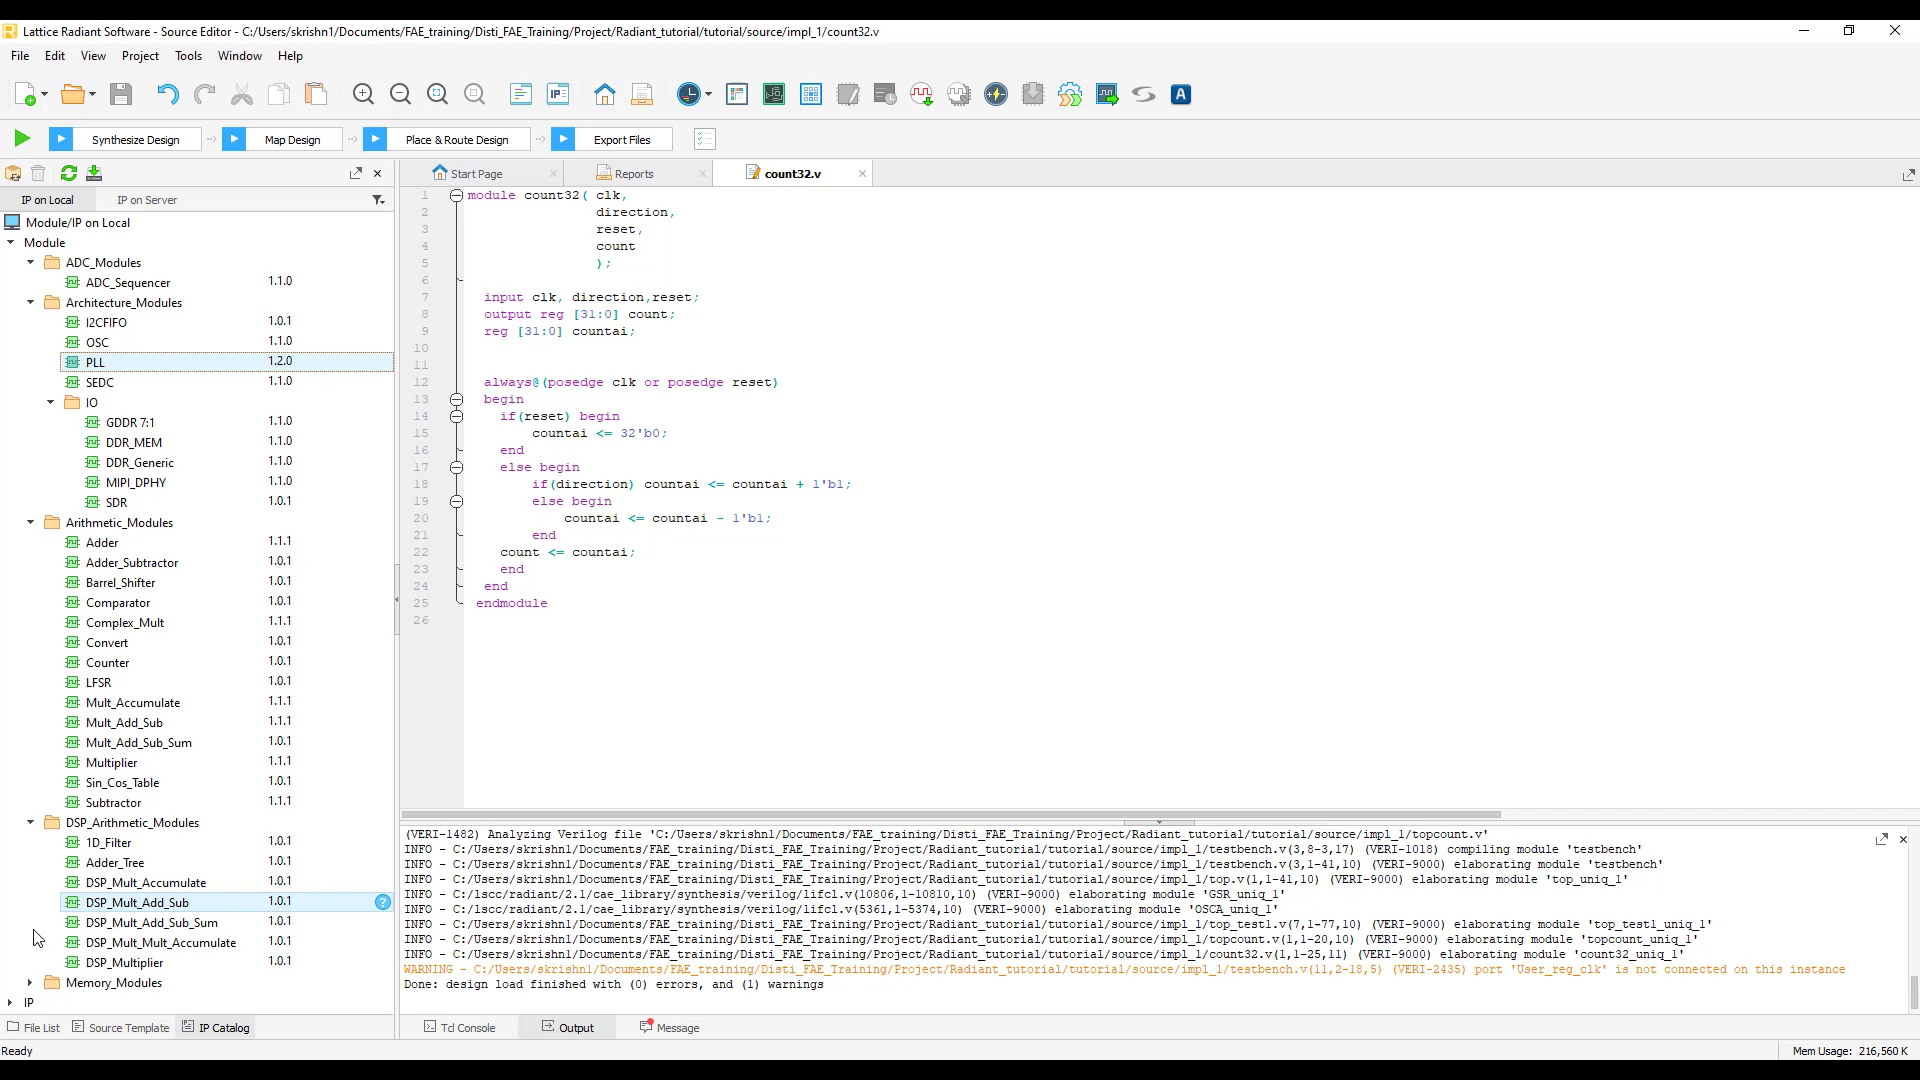 Lattice Radiant Software - Source Editor - C:/Users/skrishn1/Documents/FAE_training/Disti_FAE_Training/Project/Radiant_tutorial/tutorial/source/impl_1/count32.v
File Edit View Project Tools Window Help
IP A
Synthesize Design Map Design Place & Route Design Export Files
IP on Local IP on Server
Module/IP on Local
Module
ADC_Modules
ADC_Sequencer 1.1.0
Architecture_Modules
I2CFIFO 1.0.1
OSC 1.1.0
PLL 1.2.0
SEDC 1.1.0
IO
GDDR 7:1 1.1.0
DDR_MEM 1.1.0
DDR_Generic 1.1.0
MIPI_DPHY 1.1.0
SDR 1.0.1
Arithmetic_Modules
Adder 1.1.1
Adder_Subtractor 1.0.1
Barrel_Shifter 1.0.1
Comparator 1.0.1
Complex_Mult 1.1.1
Convert 1.0.1
Counter 1.0.1
LFSR 1.0.1
Mult_Accumulate 1.1.1
Mult_Add_Sub 1.1.1
Mult_Add_Sub_Sum 1.0.1
Multiplier 1.1.1
Sin_Cos_Table 1.0.1
Subtractor 1.1.1
DSP_Arithmetic_Modules
1D_Filter 1.0.1
Adder_Tree 1.0.1
DSP_Mult_Accumulate 1.0.1
DSP_Mult_Add_Sub 1.0.1 ?
DSP_Mult_Add_Sub_Sum 1.0.1
DSP_Mult_Mult_Accumulate 1.0.1
DSP_Multiplier 1.0.1
Memory_Modules
IP
File List Source Template IP Catalog
Start Page Reports count32.v
1 module count32( clk,
2 direction,
3 reset,
4 count
5 );
6
7 input clk, direction,reset;
8 output reg [31:0] count;
9 reg [31:0] countai;
10
11
12 always@(posedge clk or posedge reset)
13 begin
14 if(reset) begin
15 countai <= 32'b0;
16 end
17 else begin
18 if(direction) countai <= countai + 1'b1;
19 else begin
20 countai <= countai - 1'b1;
21 end
22 count <= countai;
23 end
24 end
25 endmodule
26
(VERI-1482) Analyzing Verilog file 'C:/Users/skrishn1/Documents/FAE_training/Disti_FAE_Training/Project/Radiant_tutorial/tutorial/source/impl_1/topcount.v'
INFO - C:/Users/skrishn1/Documents/FAE_training/Disti_FAE_Training/Project/Radiant_tutorial/tutorial/source/impl_1/testbench.v(3,8-3,17) (VERI-1018) compiling module 'testbench'
INFO - C:/Users/skrishn1/Documents/FAE_training/Disti_FAE_Training/Project/Radiant_tutorial/tutorial/source/impl_1/testbench.v(3,1-41,10) (VERI-9000) elaborating module 'testbench'
INFO - C:/Users/skrishn1/Documents/FAE_training/Disti_FAE_Training/Project/Radiant_tutorial/tutorial/source/impl_1/top.v(1,1-41,10) (VERI-9000) elaborating module 'top_uniq_1'
INFO - C:/lscc/radiant/2.1/cae_library/synthesis/verilog/lifcl.v(10806,1-10810,10) (VERI-9000) elaborating module 'GSR_uniq_1'
INFO - C:/lscc/radiant/2.1/cae_library/synthesis/verilog/lifcl.v(5361,1-5374,10) (VERI-9000) elaborating module 'OSCA_uniq_1'
INFO - C:/Users/skrishn1/Documents/FAE_training/Disti_FAE_Training/Project/Radiant_tutorial/tutorial/source/impl_1/top_test1.v(7,1-77,10) (VERI-9000) elaborating module 'top_test1_uniq_1'
INFO - C:/Users/skrishn1/Documents/FAE_training/Disti_FAE_Training/Project/Radiant_tutorial/tutorial/source/impl_1/topcount.v(1,1-20,10) (VERI-9000) elaborating module 'topcount_uniq_1'
INFO - C:/Users/skrishn1/Documents/FAE_training/Disti_FAE_Training/Project/Radiant_tutorial/tutorial/source/impl_1/count32.v(1,1-25,11) (VERI-9000) elaborating module 'count32_uniq_1'
WARNING - C:/Users/skrishn1/Documents/FAE_training/Disti_FAE_Training/Project/Radiant_tutorial/tutorial/source/impl_1/testbench.v(11,2-18,5) (VERI-2435) port 'User_reg_clk' is not connected on this instance
Done: design load finished with (0) errors, and (1) warnings
Tcl Console Output Message
Ready Mem Usage: 216,560 K